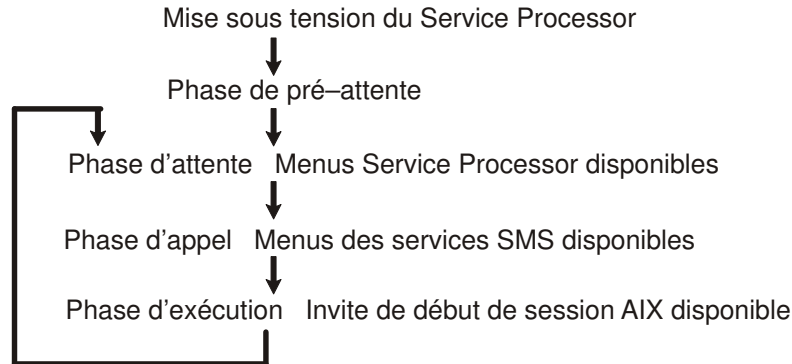 Mise sous tension du Service Processor
Phase de pré–attente
Phase d'attente Menus Service Processor disponibles
Phase d'appel Menus des services SMS disponibles
Phase d'exécution Invite de début de session AIX disponible